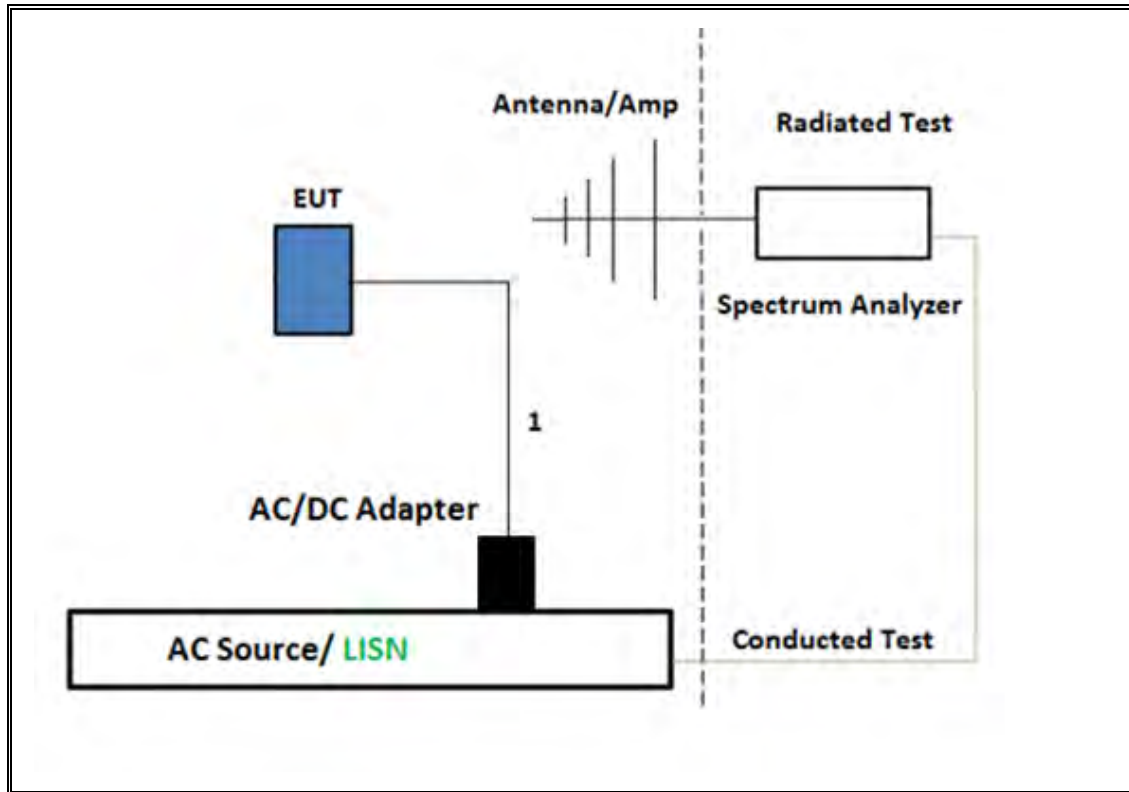 Antenna/Amp
Radiated Test
EUT
Spectrum Analyzer
1
AC/DC Adapter
AC Source/ LISN
Conducted Test